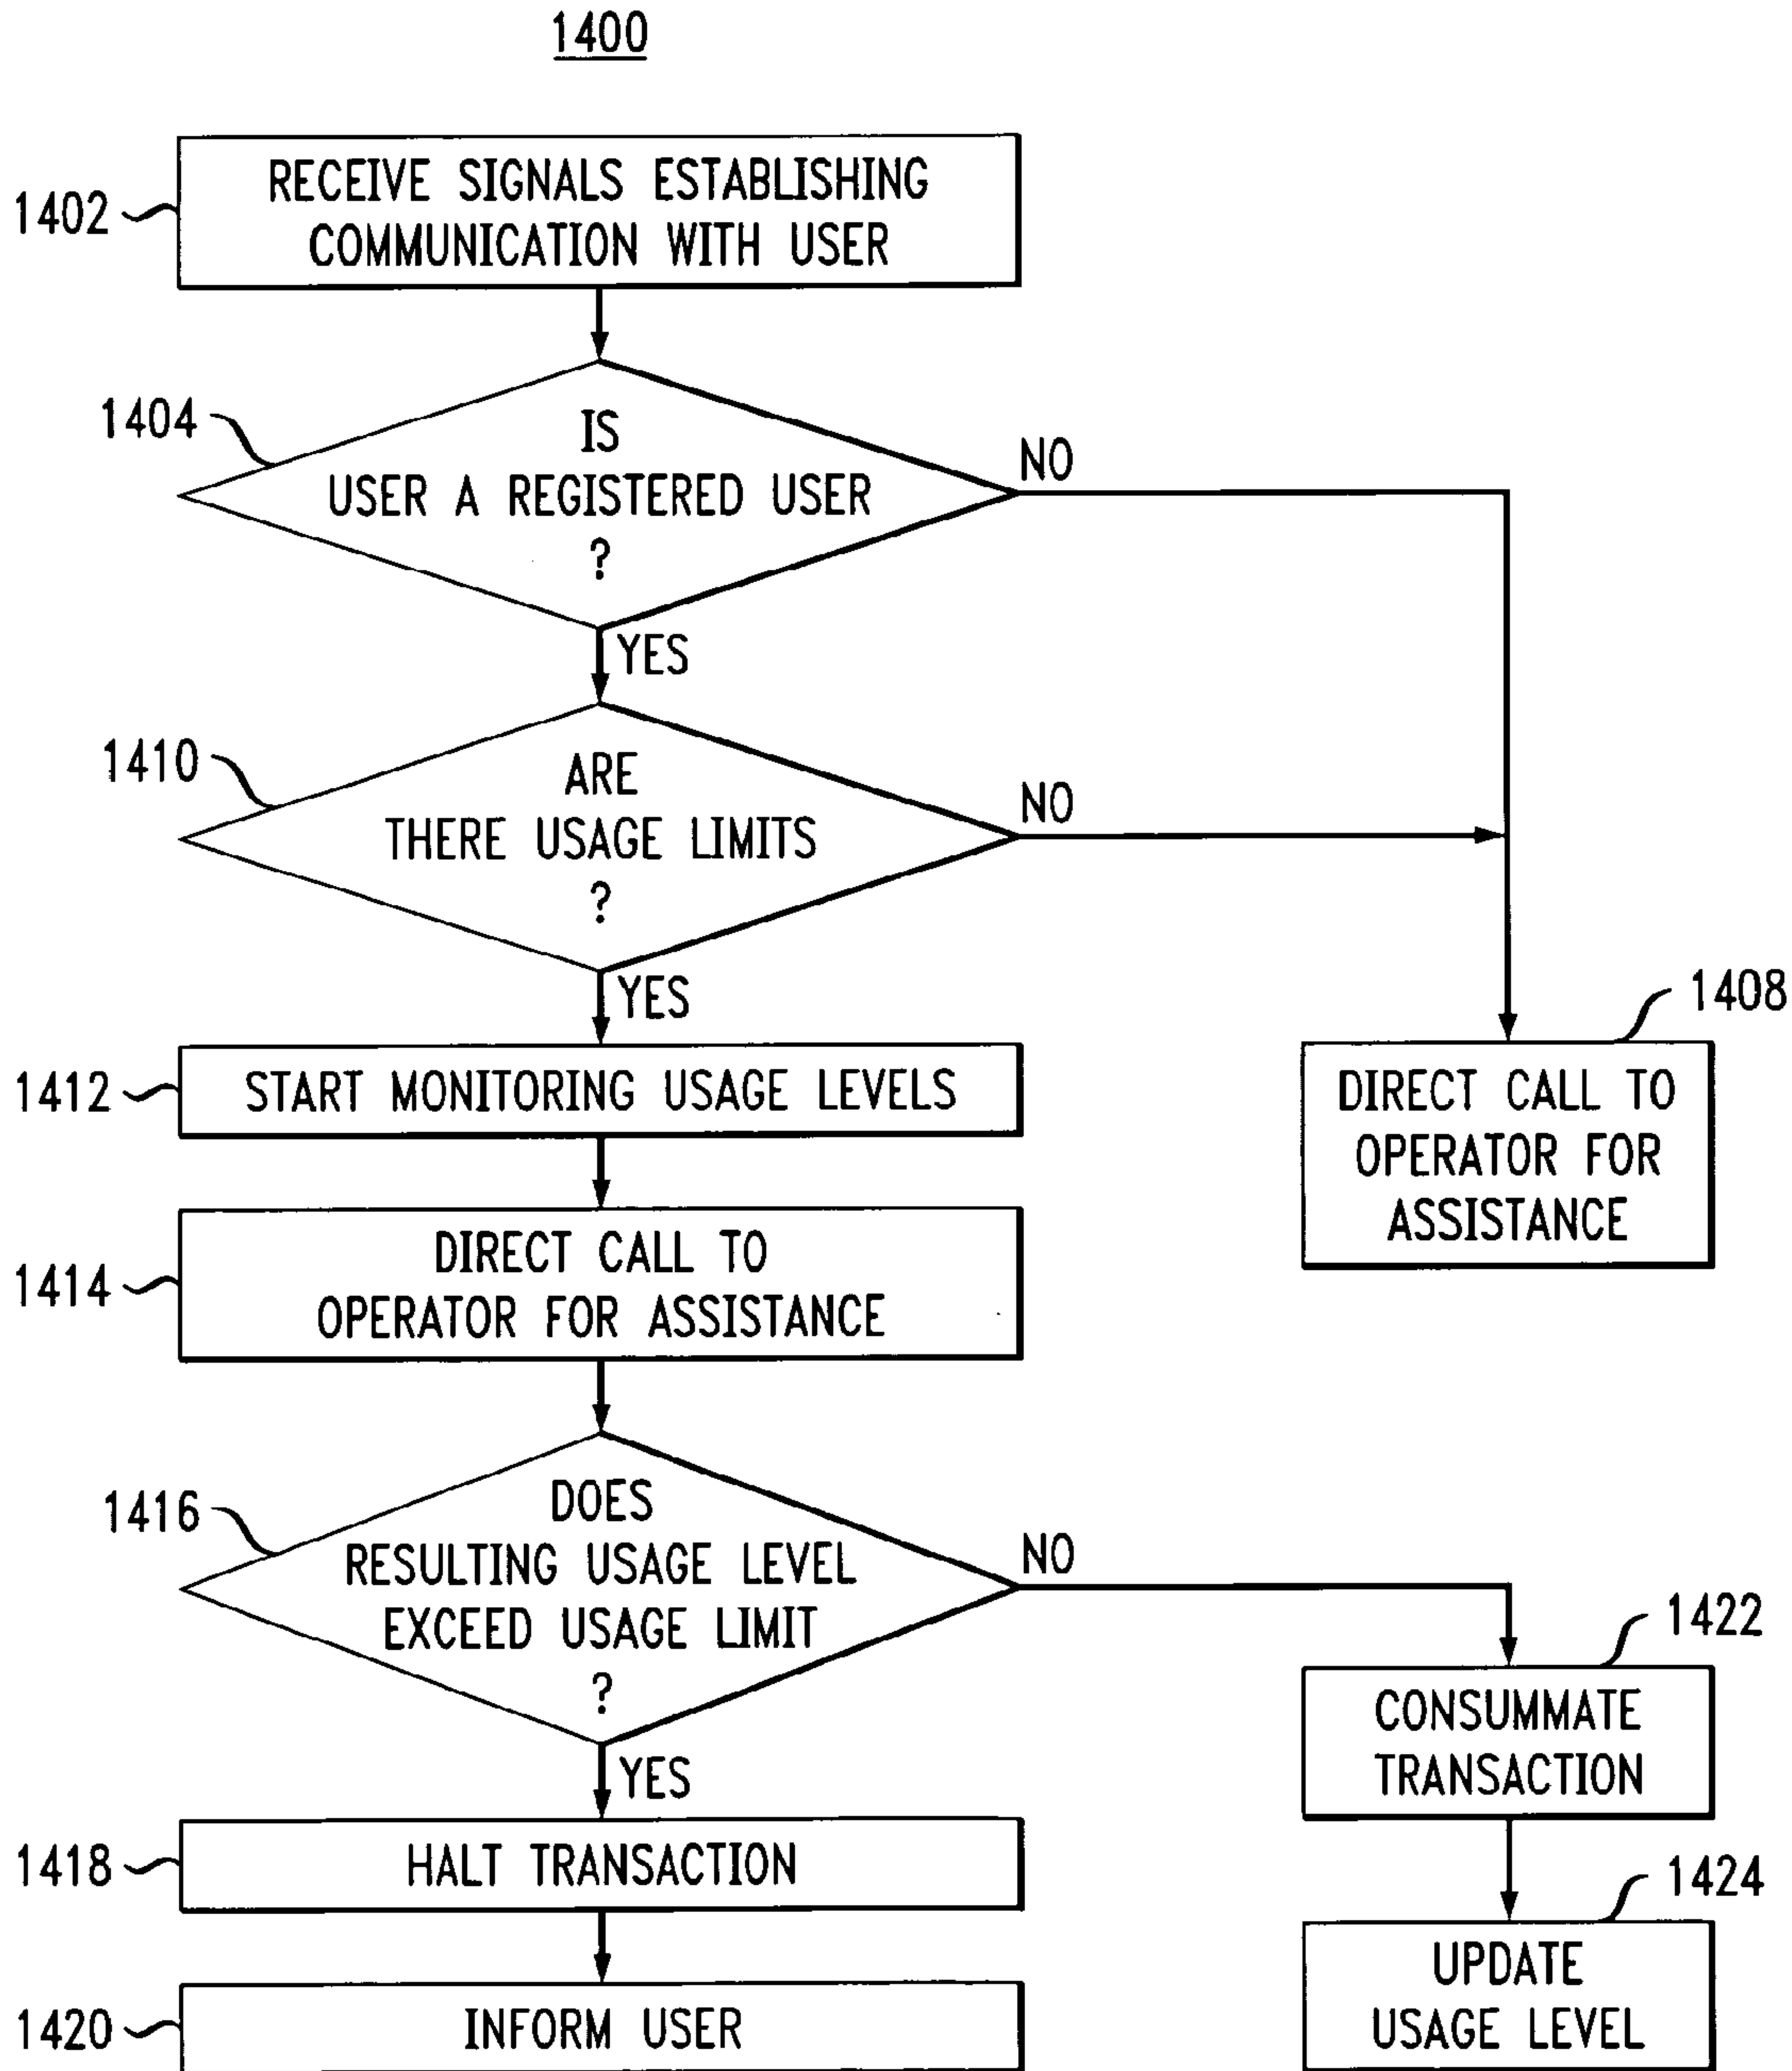 1400
1402
RECEIVE SIGNALS ESTABLISHING
COMMUNICATION WITH USER
1404
IS
USER A REGISTERED USER
?
NO
YES
1410
ARE
THERE USAGE LIMITS
?
NO
YES
1408
DIRECT CALL TO
OPERATOR FOR
ASSISTANCE
1412
START MONITORING USAGE LEVELS
1414
DIRECT CALL TO
OPERATOR FOR ASSISTANCE
1416
DOES
RESULTING USAGE LEVEL
EXCEED USAGE LIMIT
?
NO
YES
1422
CONSUMMATE
TRANSACTION
1418
HALT TRANSACTION
1424
UPDATE
USAGE LEVEL
1420
INFORM USER